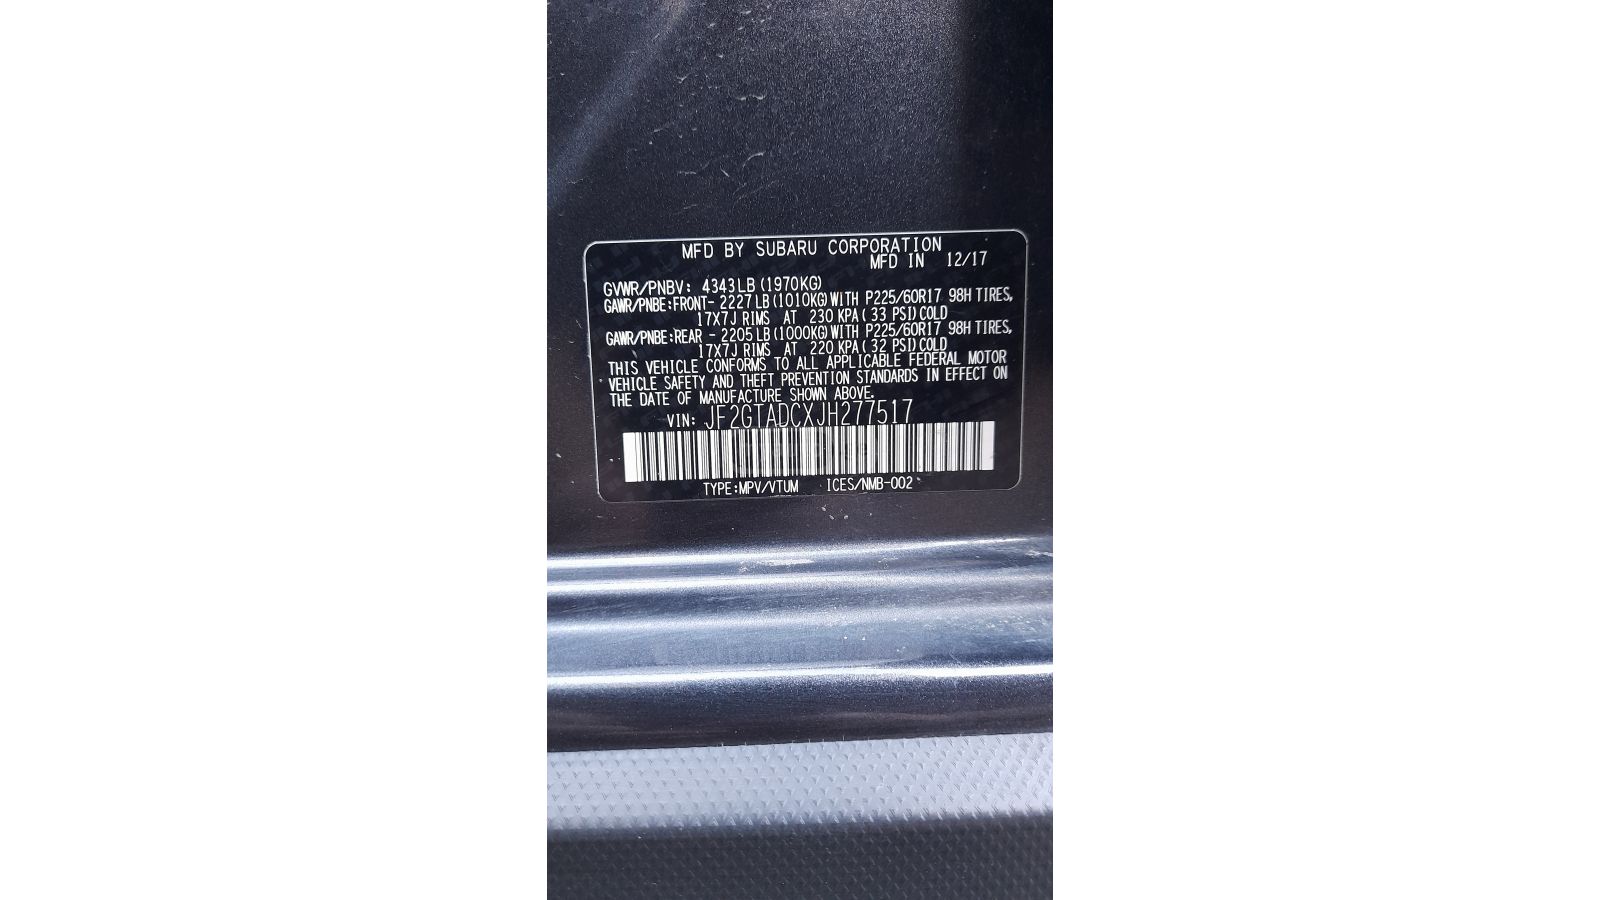 MFD BY SUBARU CORPORATION
MFD IN 12/17
GVWR/PNBV: 4343LB (1970KG)
GAWR/PNBE:FRONT- 2227LB (1010KG) WITH P225/60R17 98H TIRES,
17X7J RIMS AT 230 KPA (33 PSI) COLD
GAWR/PNBE:REAR - 2205LB (1000KG) WITH P225/60R17 98H TIRES,
17X7J RIMS AT 220 KPA (32 PSI) COLD
THIS VEHICLE CONFORMS TO ALL APPLICABLE FEDERAL MOTOR
VEHICLE SAFETY AND THEFT PREVENTION STANDARDS IN EFFECT ON
THE DATE OF MANUFACTURE SHOWN ABOVE.
VIN: JF2GTADCXJH277517
TYPE:MPV/VTUM ICES/NMB-002